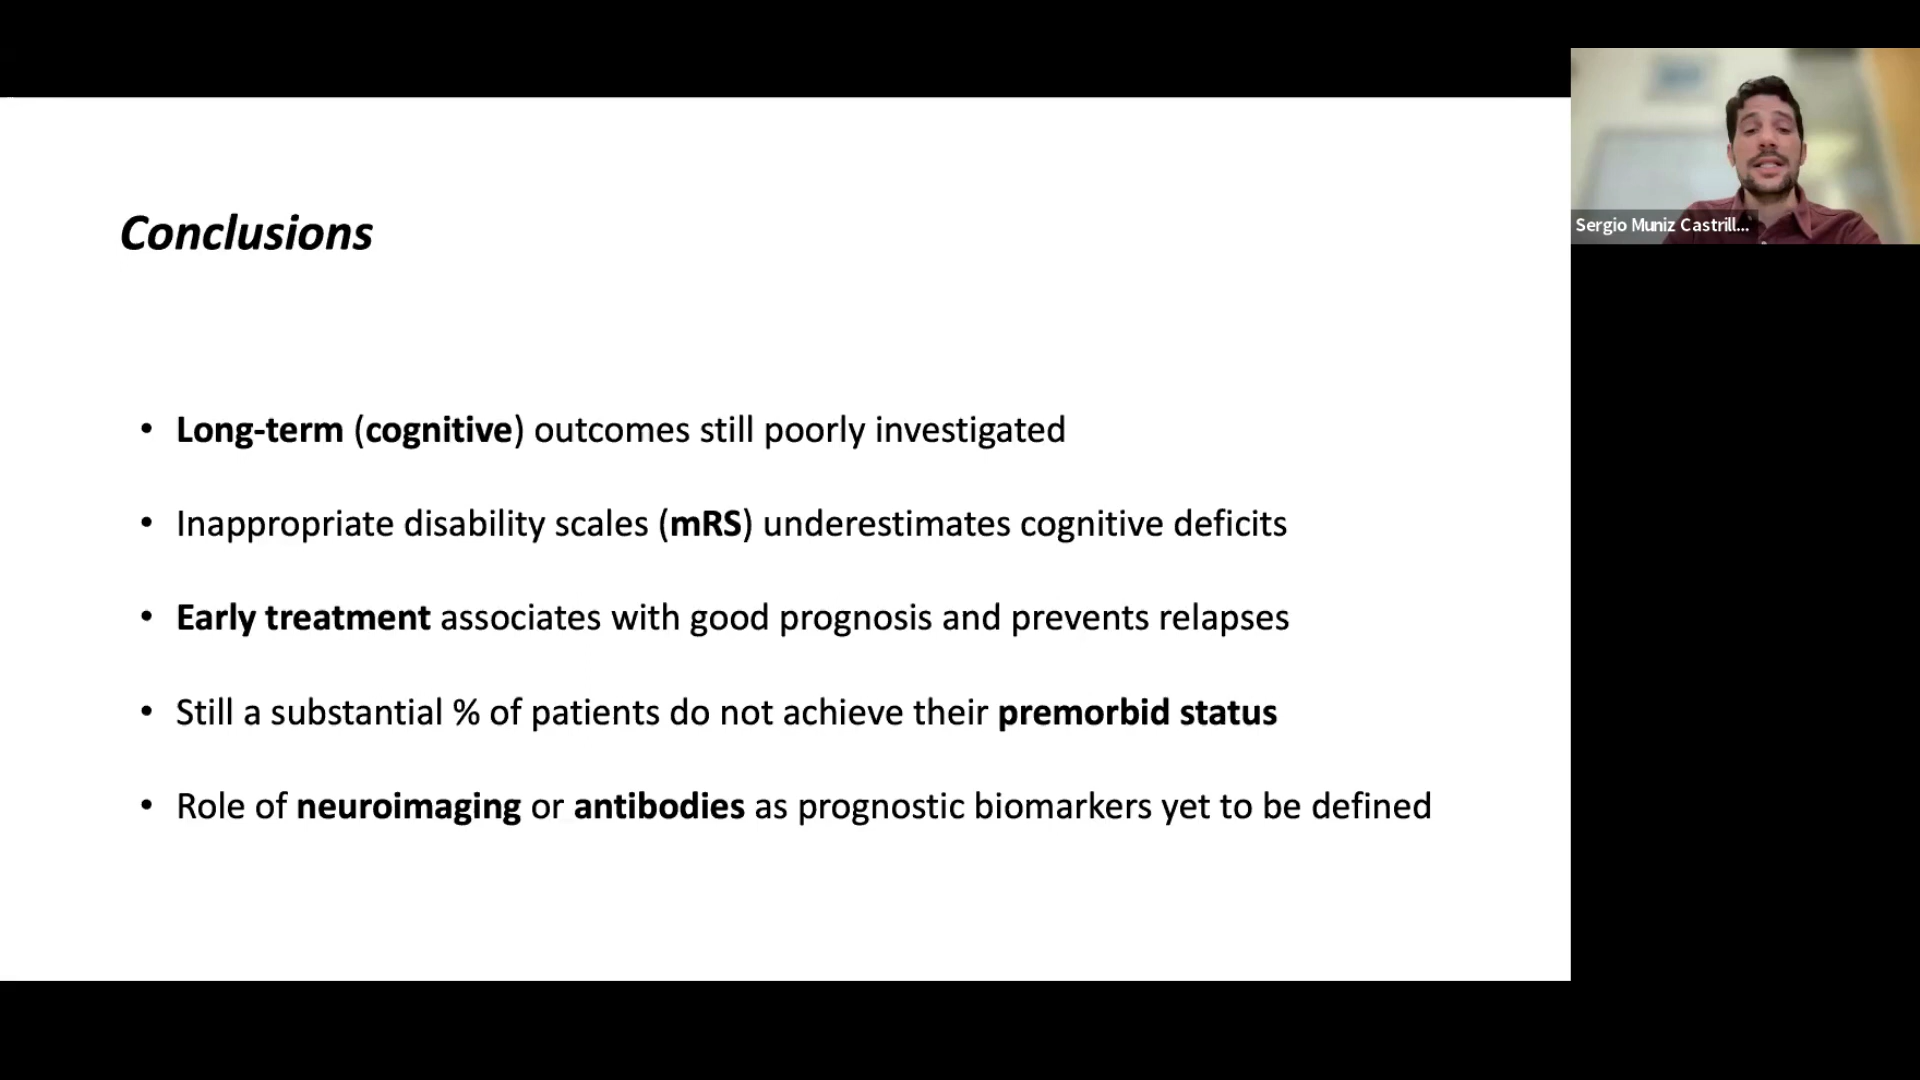 Conclusions
• Long-term (cognitive) outcomes still poorly investigated
• Inappropriate disability scales (mRS) underestimates cognitive deficits
• Early treatment associates with good prognosis and prevents relapses
• Still a substantial % of patients do not achieve their premorbid status
• Role of neuroimaging or antibodies as prognostic biomarkers yet to be defined
Sergio Muniz Castrill...